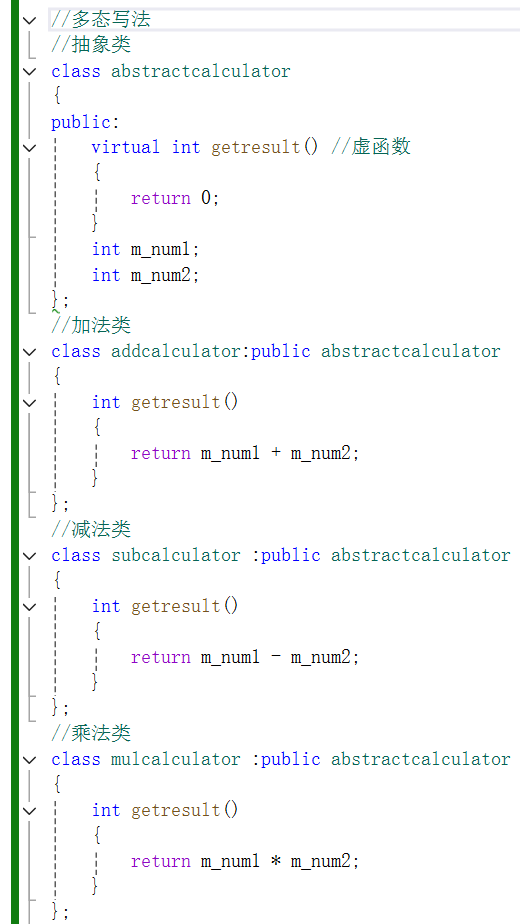 //多态写法
//抽象类
class abstractcalculator
{
public:
virtual int getresult() //虚函数
{
return 0;
}
int m_num1;
int m_num2;
};
//加法类
class addcalculator:public abstractcalculator
{
int getresult()
{
return m_num1 + m_num2;
}
};
//减法类
class subcalculator :public abstractcalculator
{
int getresult()
{
return m_num1 - m_num2;
}
};
//乘法类
class mulcalculator :public abstractcalculator
{
int getresult()
{
return m_num1 * m_num2;
}
};